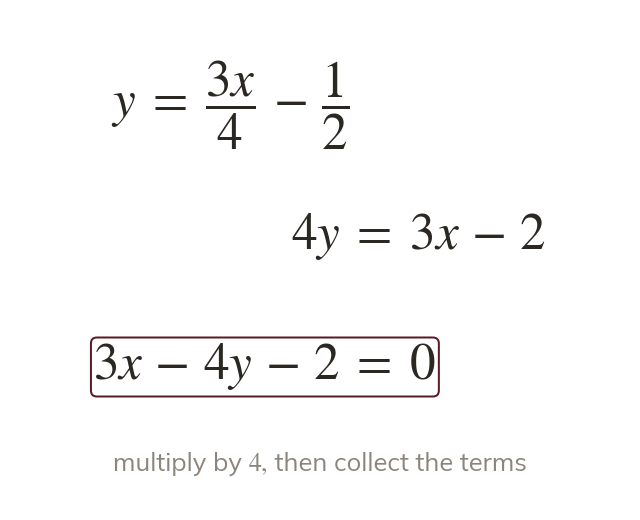 y = 3x/4 − 1/2
4y = 3x − 2
3x − 4y − 2 = 0
multiply by 4, then collect the terms